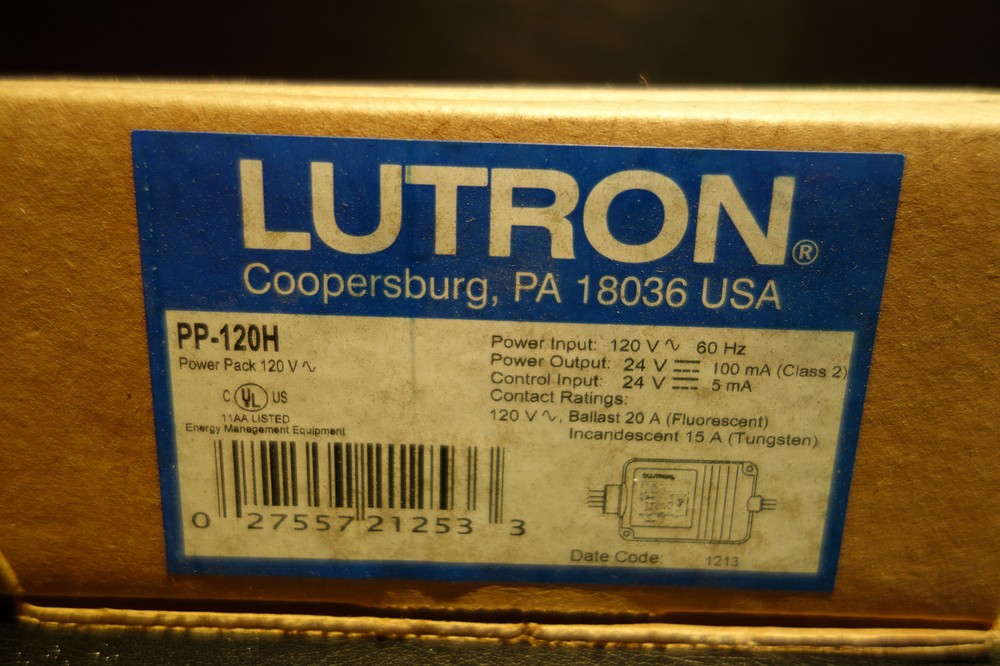 LUTRON®
Coopersburg, PA 18036 USA
PP-120H
Power Pack 120 V ∿
C UL US
11AA LISTED
Energy Management Equipment
0 27557 21253 3
Power Input: 120 V ∿ 60 Hz
Power Output: 24 V ⎓ 100 mA (Class 2)
Control Input: 24 V ⎓ 5 mA
Contact Ratings:
120 V ∿, Ballast 20 A (Fluorescent)
Incandescent 15 A (Tungsten)
LUTRON
Date Code: 1213